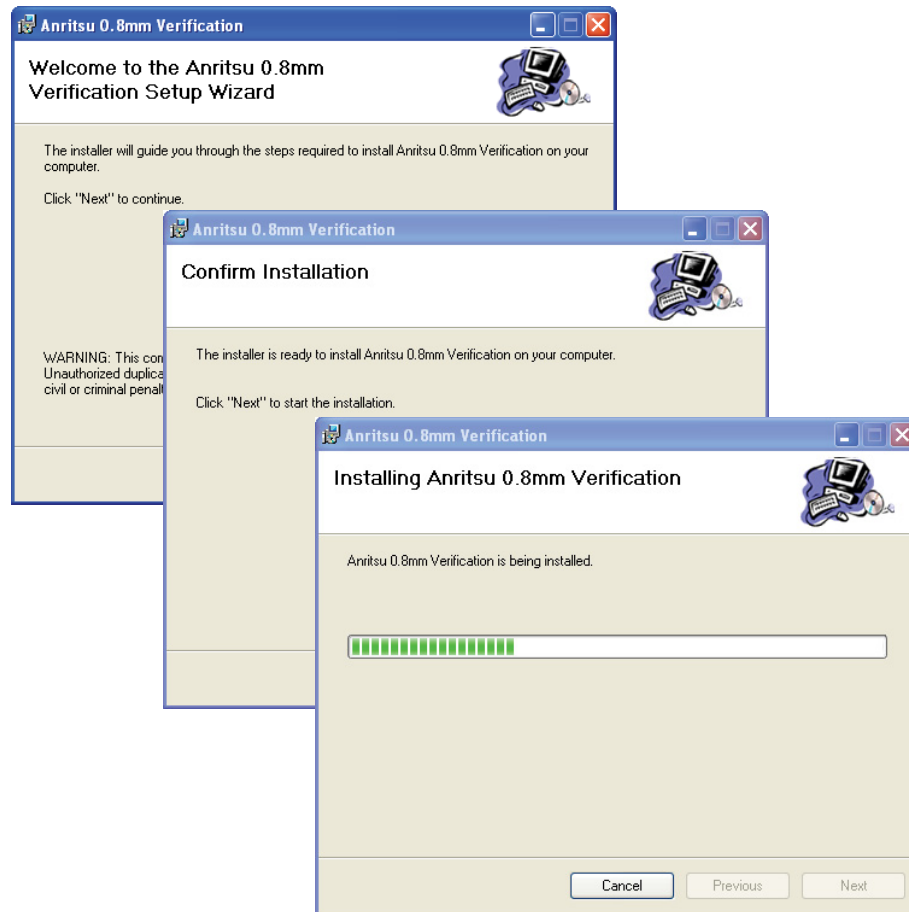 Anritsu 0.8mm Verification
Welcome to the Anritsu 0.8mm
Verification Setup Wizard
The installer will guide you through the steps required to install Anritsu 0.8mm Verification on your
computer.
Click "Next" to continue.
WARNING: This
Unauthorized
civil or criminal
Anritsu 0.8mm Verification
Confirm Installation
The installer is ready to install Anritsu 0.8mm Verification on your computer.
Click "Next" to start the installation.
Anritsu 0.8mm Verification
Installing Anritsu 0.8mm Verification
Anritsu 0.8mm Verification is being installed.
Cancel
Previous
Next